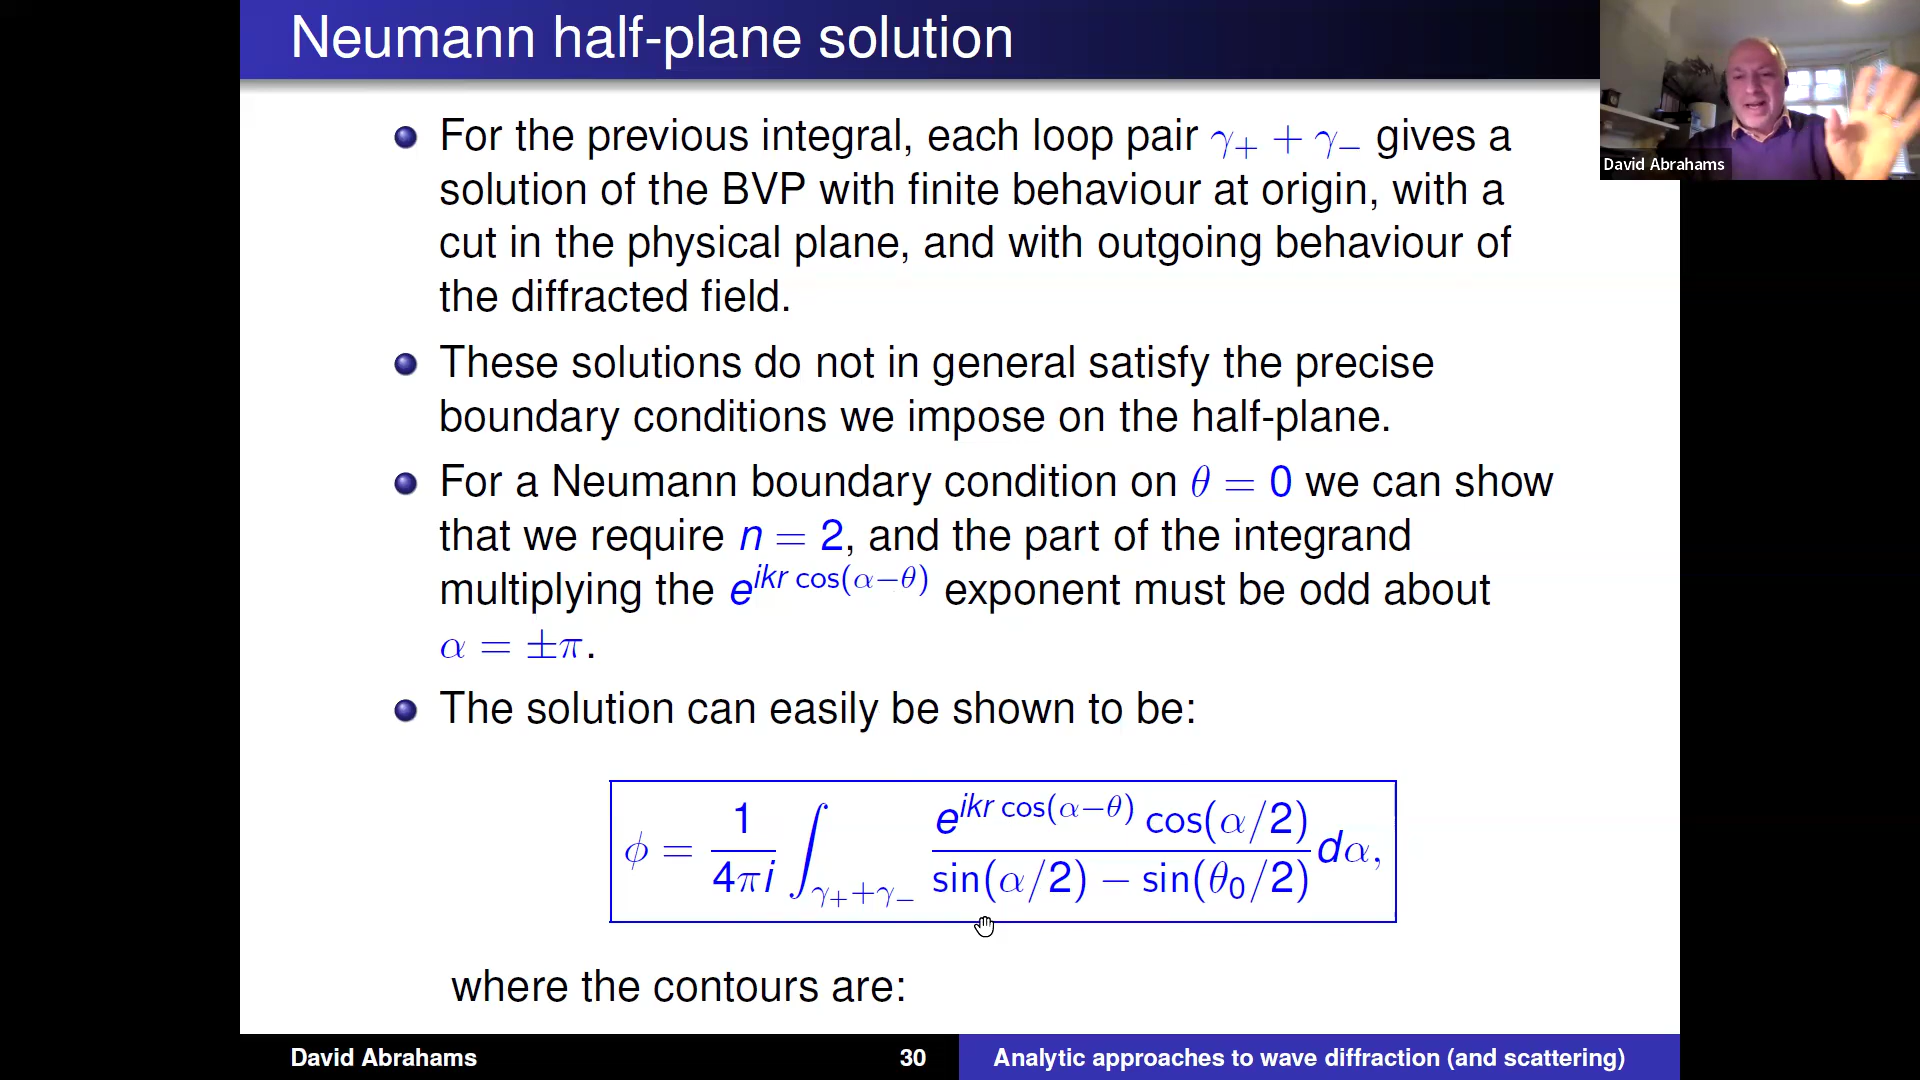 Neumann half-plane solution
David Abrahams
For the previous integral, each loop pair γ₊ + γ₋ gives a
solution of the BVP with finite behaviour at origin, with a
cut in the physical plane, and with outgoing behaviour of
the diffracted field.
These solutions do not in general satisfy the precise
boundary conditions we impose on the half-plane.
For a Neumann boundary condition on θ = 0 we can show
that we require n = 2, and the part of the integrand
multiplying the e^{ikr cos(α−θ)} exponent must be odd about
α = ±π.
The solution can easily be shown to be:
φ = \frac{1}{4πi} ∫_{γ₊+γ₋} \frac{e^{ikr cos(α−θ)} cos(α/2)}{sin(α/2) − sin(θ₀/2)} dα,
where the contours are:
David Abrahams 30 Analytic approaches to wave diffraction (and scattering)